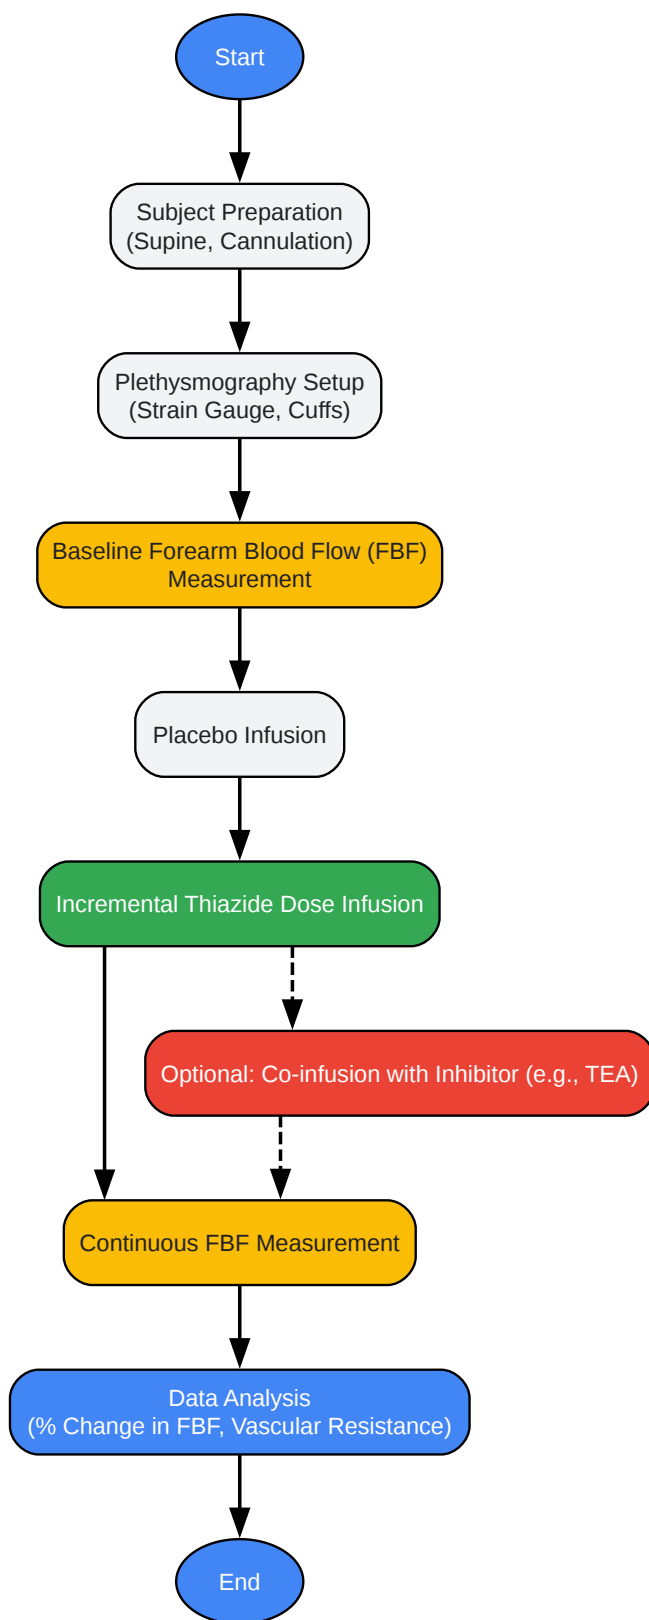 Start
Subject Preparation
(Supine, Cannulation)
Plethysmography Setup
(Strain Gauge, Cuffs)
Baseline Forearm Blood Flow (FBF)
Measurement
Placebo Infusion
Incremental Thiazide Dose Infusion
Optional: Co-infusion with Inhibitor (e.g., TEA)
Continuous FBF Measurement
Data Analysis
(% Change in FBF, Vascular Resistance)
End